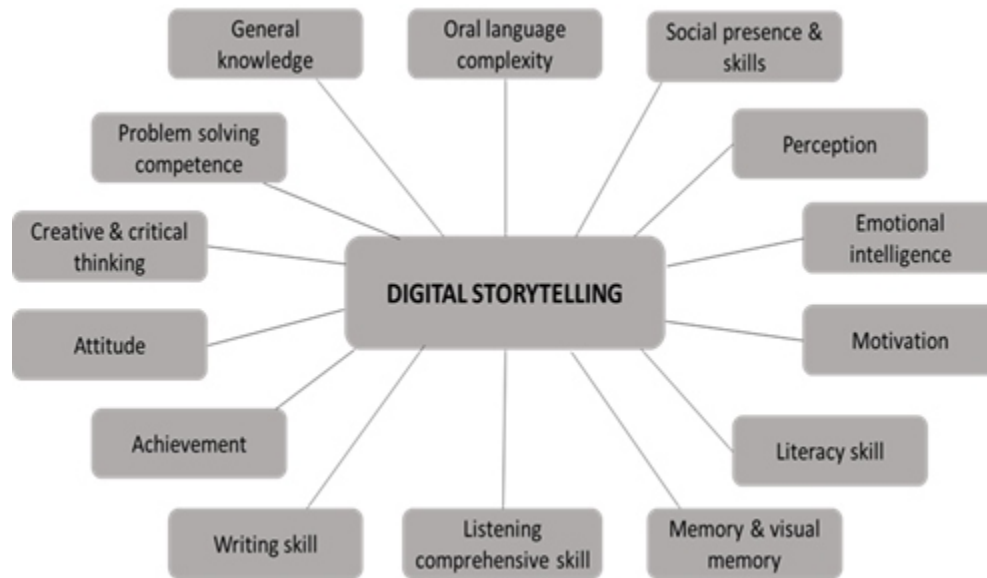 General
knowledge
Oral language
complexity
Social presence &
skills
Problem solving
competence
Perception
Creative & critical
thinking
Emotional
intelligence
DIGITAL STORYTELLING
Attitude
Motivation
Achievement
Literacy skill
Writing skill
Listening
comprehensive skill
Memory & visual
memory